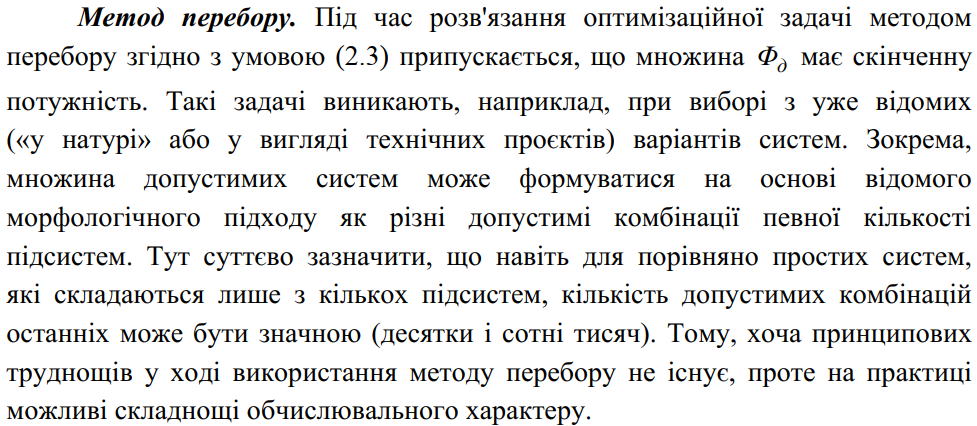 Метод перебору. Під час розв'язання оптимізаційної задачі методом
перебору згідно з умовою (2.3) припускається, що множина Φд має скінченну
потужність. Такі задачі виникають, наприклад, при виборі з уже відомих
(«у натурі» або у вигляді технічних проєктів) варіантів систем. Зокрема,
множина допустимих систем може формуватися на основі відомого
морфологічного підходу як різні допустимі комбінації певної кількості
підсистем. Тут суттєво зазначити, що навіть для порівняно простих систем,
які складаються лише з кількох підсистем, кількість допустимих комбінацій
останніх може бути значною (десятки і сотні тисяч). Тому, хоча принципових
труднощів у ході використання методу перебору не існує, проте на практиці
можливі складнощі обчислювального характеру.